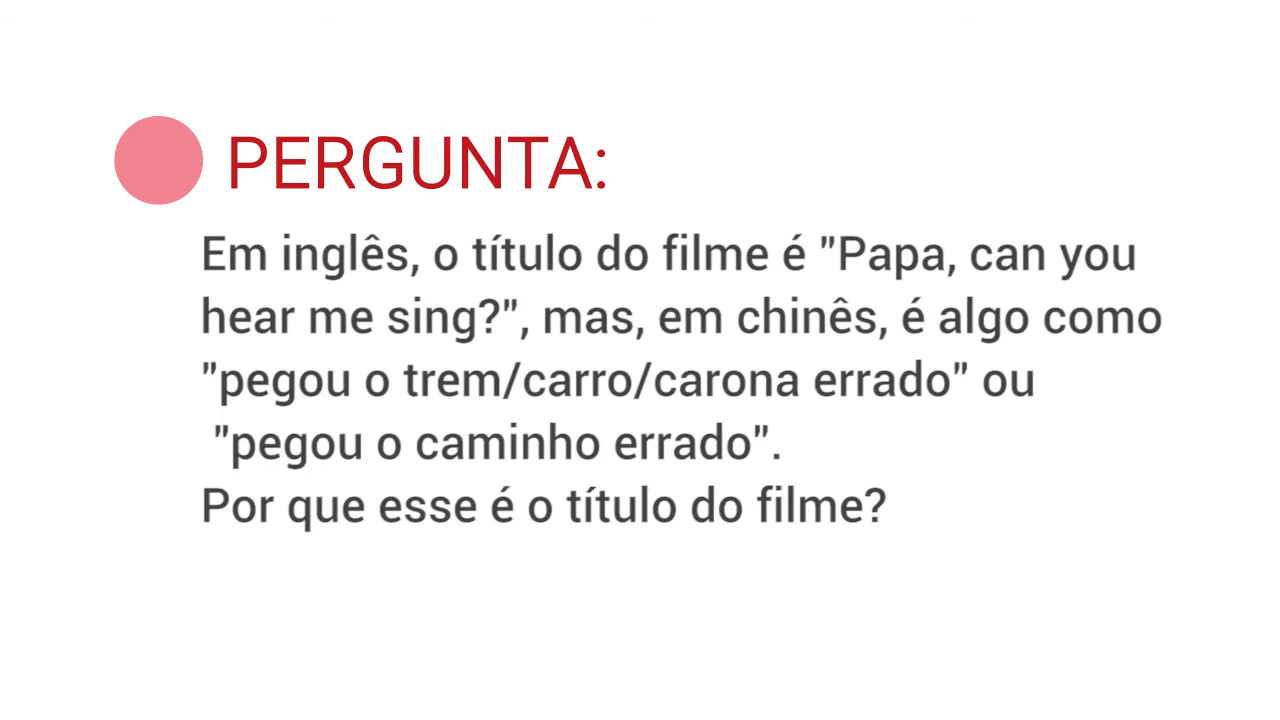 PERGUNTA:
Em inglês, o título do filme é "Papa, can you
hear me sing?", mas, em chinês, é algo como
"pegou o trem/carro/carona errado" ou
"pegou o caminho errado".
Por que esse é o título do filme?